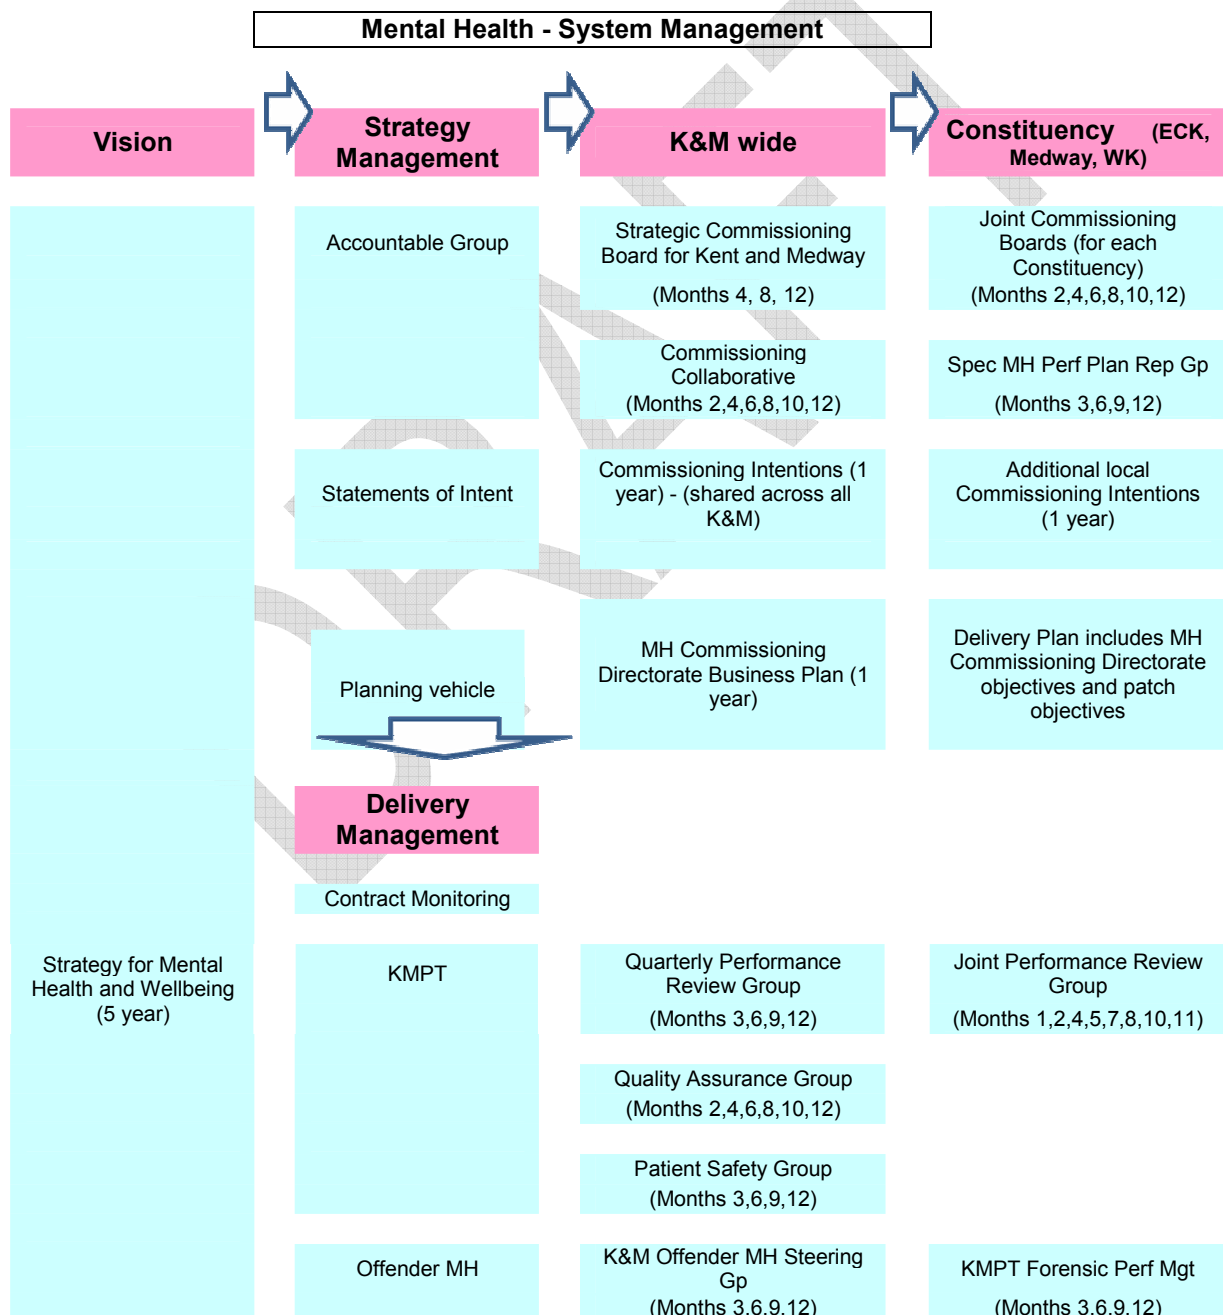 Mental Health - System Management
Vision
Strategy
Management
K&M wide
Constituency (ECK,
Medway, WK)
Accountable Group
Strategic Commissioning
Board for Kent and Medway
(Months 4, 8, 12)
Joint Commissioning
Boards (for each
Constituency)
(Months 2,4,6,8,10,12)
Commissioning
Collaborative
(Months 2,4,6,8,10,12)
Spec MH Perf Plan Rep Gp
(Months 3,6,9,12)
Statements of Intent
Commissioning Intentions (1
year) - (shared across all
K&M)
Additional local
Commissioning Intentions
(1 year)
Planning vehicle
MH Commissioning
Directorate Business Plan (1
year)
Delivery Plan includes MH
Commissioning Directorate
objectives and patch
objectives
Delivery
Management
Contract Monitoring
Strategy for Mental
Health and Wellbeing
(5 year)
KMPT
Quarterly Performance
Review Group
(Months 3,6,9,12)
Joint Performance Review
Group
(Months 1,2,4,5,7,8,10,11)
Quality Assurance Group
(Months 2,4,6,8,10,12)
Patient Safety Group
(Months 3,6,9,12)
Offender MH
K&M Offender MH Steering
Gp
(Months 3,6,9,12)
KMPT Forensic Perf Mgt
(Months 3,6,9,12)
DRAFT